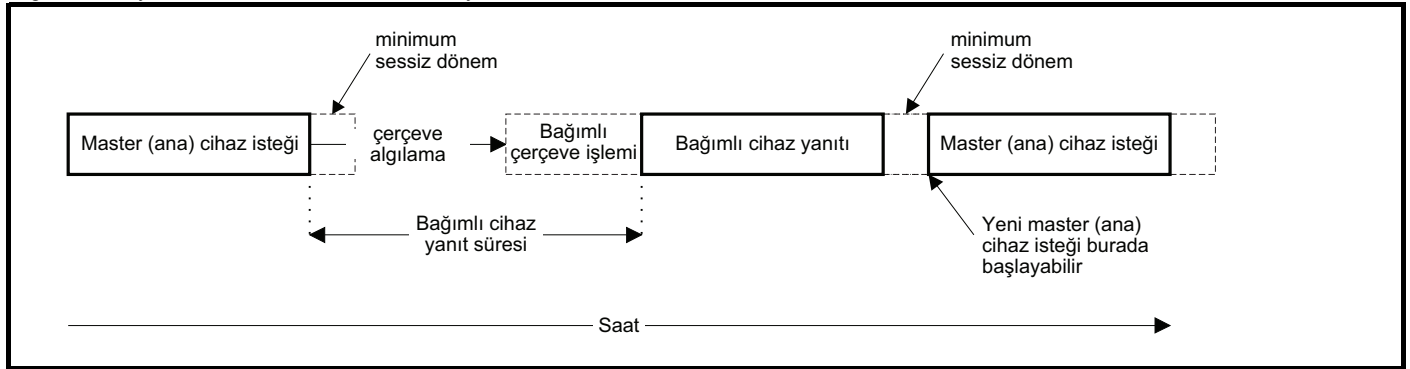 minimum
sessiz dönem
minimum
sessiz dönem
Master (ana) cihaz isteği
çerçeve
algılama
Bağımlı
çerçeve işlemi
Bağımlı cihaz yanıtı
Master (ana) cihaz isteği
Bağımlı cihaz
yanıt süresi
Yeni master (ana)
cihaz isteği burada
başlayabilir
Saat